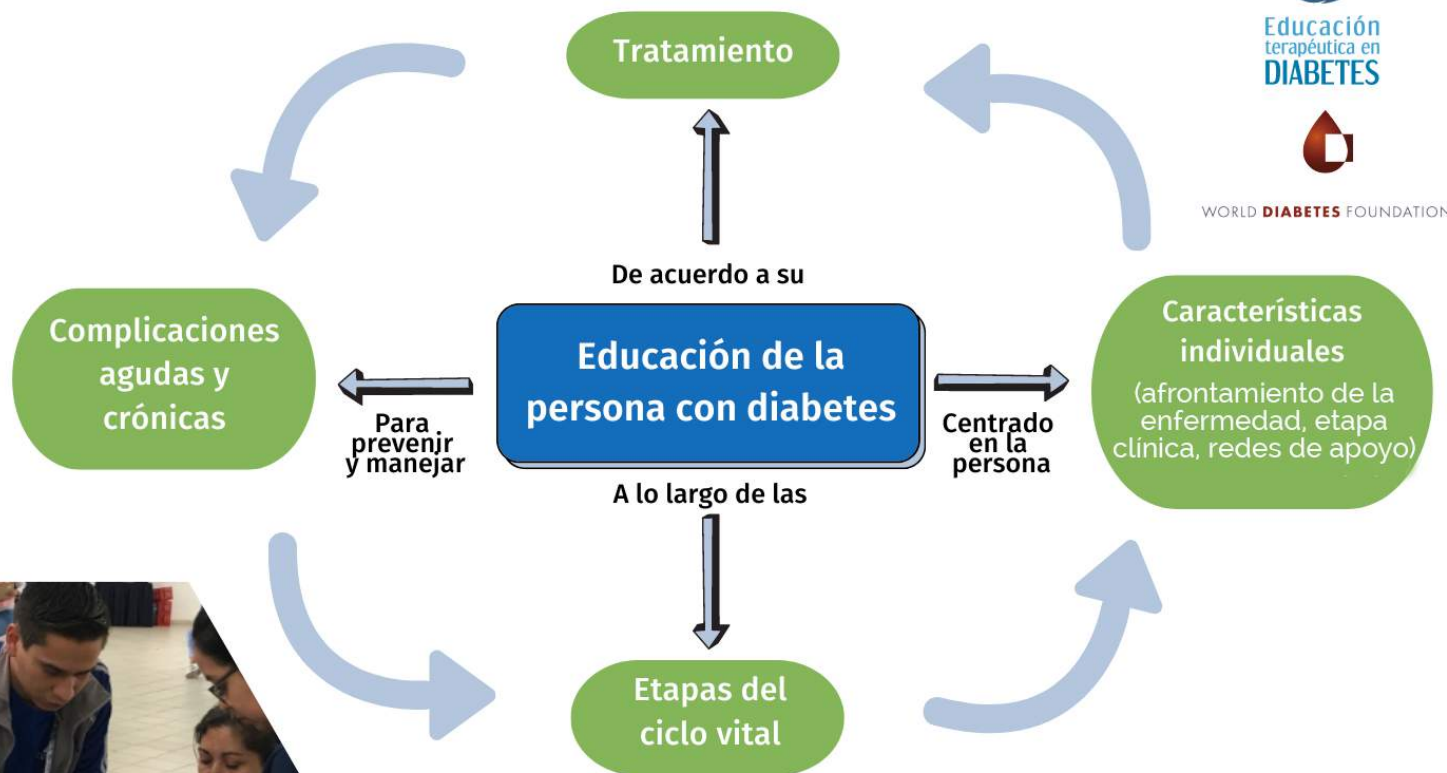 Tratamiento
Educación
terapéutica en
DIABETES
WORLD DIABETES FOUNDATION
De acuerdo a su
Complicaciones
agudas y
crónicas
Para
prevenir
y manejar
Educación de la
persona con diabetes
Centrado
en la
persona
Características
individuales
(afrontamiento de la
enfermedad, etapa
clínica, redes de apoyo)
A lo largo de las
Etapas del
ciclo vital